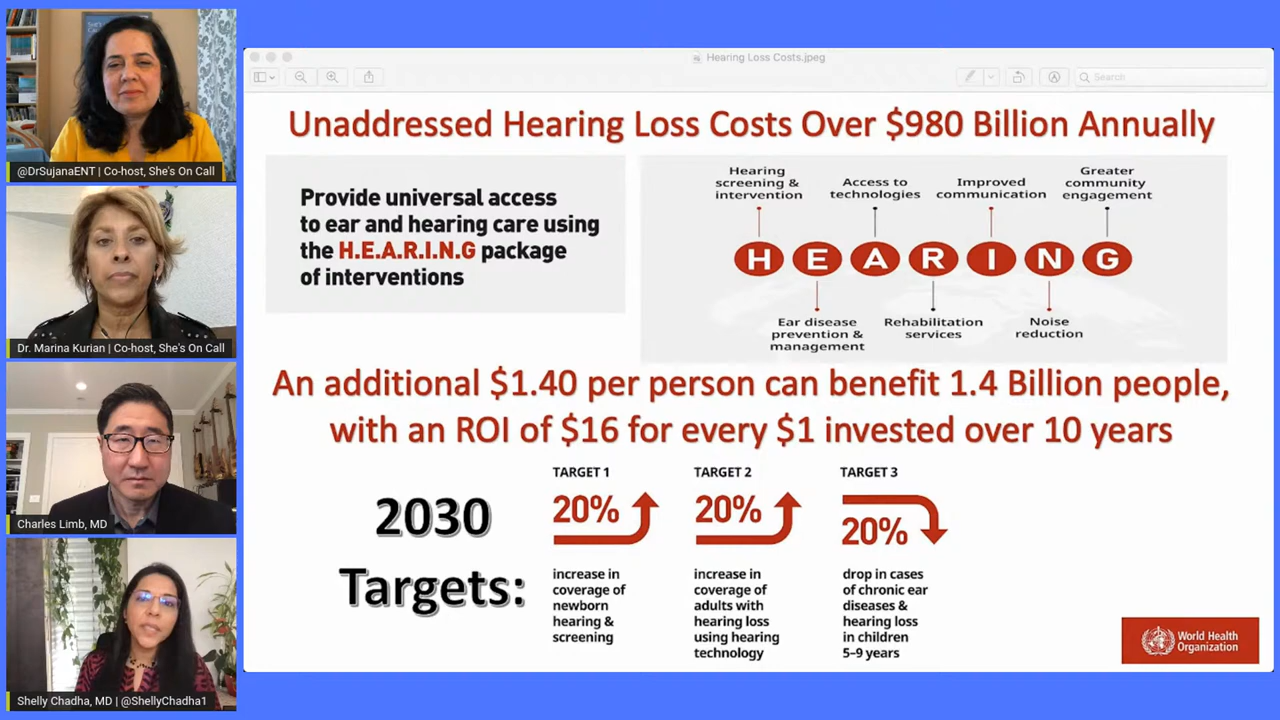 @DrSujanaENT | Co-host, She's On Call
Dr. Marina Kurian | Co-host, She's On Call
Charles Limb, MD
Shelly Chadha, MD | @ShellyChadha1
Hearing Loss Costs.jpeg
Search
Unaddressed Hearing Loss Costs Over $980 Billion Annually
Provide universal access
to ear and hearing care using
the H.E.A.R.I.N.G package
of interventions
Hearing
screening &
intervention
Access to
technologies
Improved
communication
Greater
community
engagement
H E A R I N G
Ear disease
prevention &
management
Rehabilitation
services
Noise
reduction
An additional $1.40 per person can benefit 1.4 Billion people,
with an ROI of $16 for every $1 invested over 10 years
2030
Targets:
TARGET 1
20%
increase in
coverage of
newborn
hearing &
screening
TARGET 2
20%
increase in
coverage of
adults with
hearing loss
using hearing
technology
TARGET 3
20%
drop in cases
of chronic ear
diseases &
hearing loss
in children
5–9 years
World Health
Organization